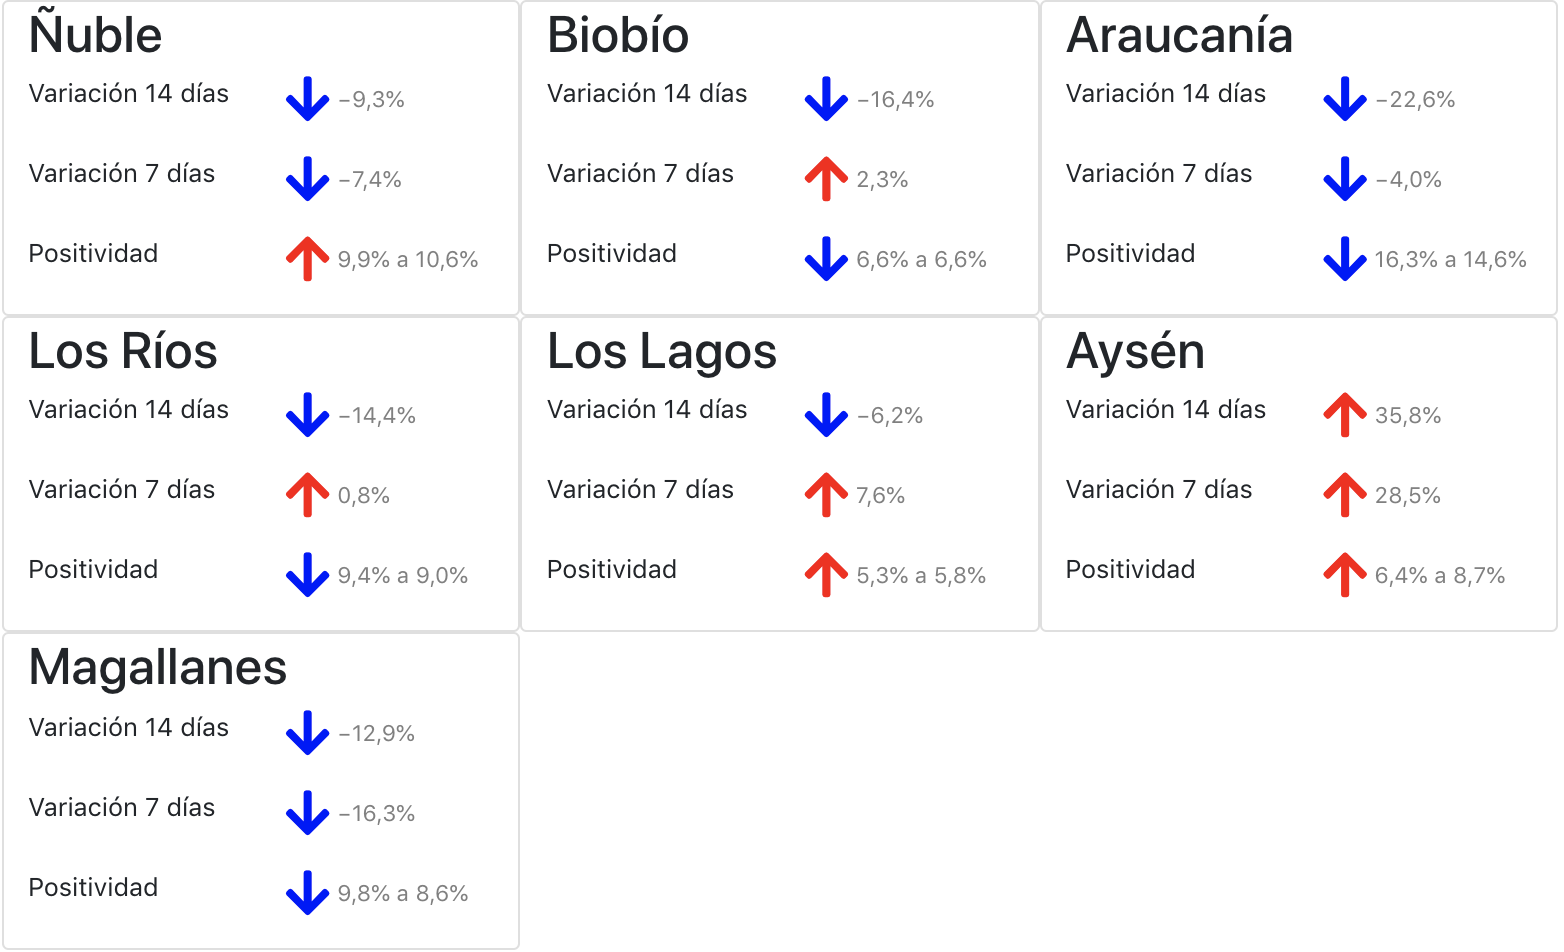 Ñuble
Variación 14 días −9,3%
Variación 7 días −7,4%
Positividad 9,9% a 10,6%
Biobío
Variación 14 días −16,4%
Variación 7 días 2,3%
Positividad 6,6% a 6,6%
Araucanía
Variación 14 días −22,6%
Variación 7 días −4,0%
Positividad 16,3% a 14,6%
Los Ríos
Variación 14 días −14,4%
Variación 7 días 0,8%
Positividad 9,4% a 9,0%
Los Lagos
Variación 14 días −6,2%
Variación 7 días 7,6%
Positividad 5,3% a 5,8%
Aysén
Variación 14 días 35,8%
Variación 7 días 28,5%
Positividad 6,4% a 8,7%
Magallanes
Variación 14 días −12,9%
Variación 7 días −16,3%
Positividad 9,8% a 8,6%